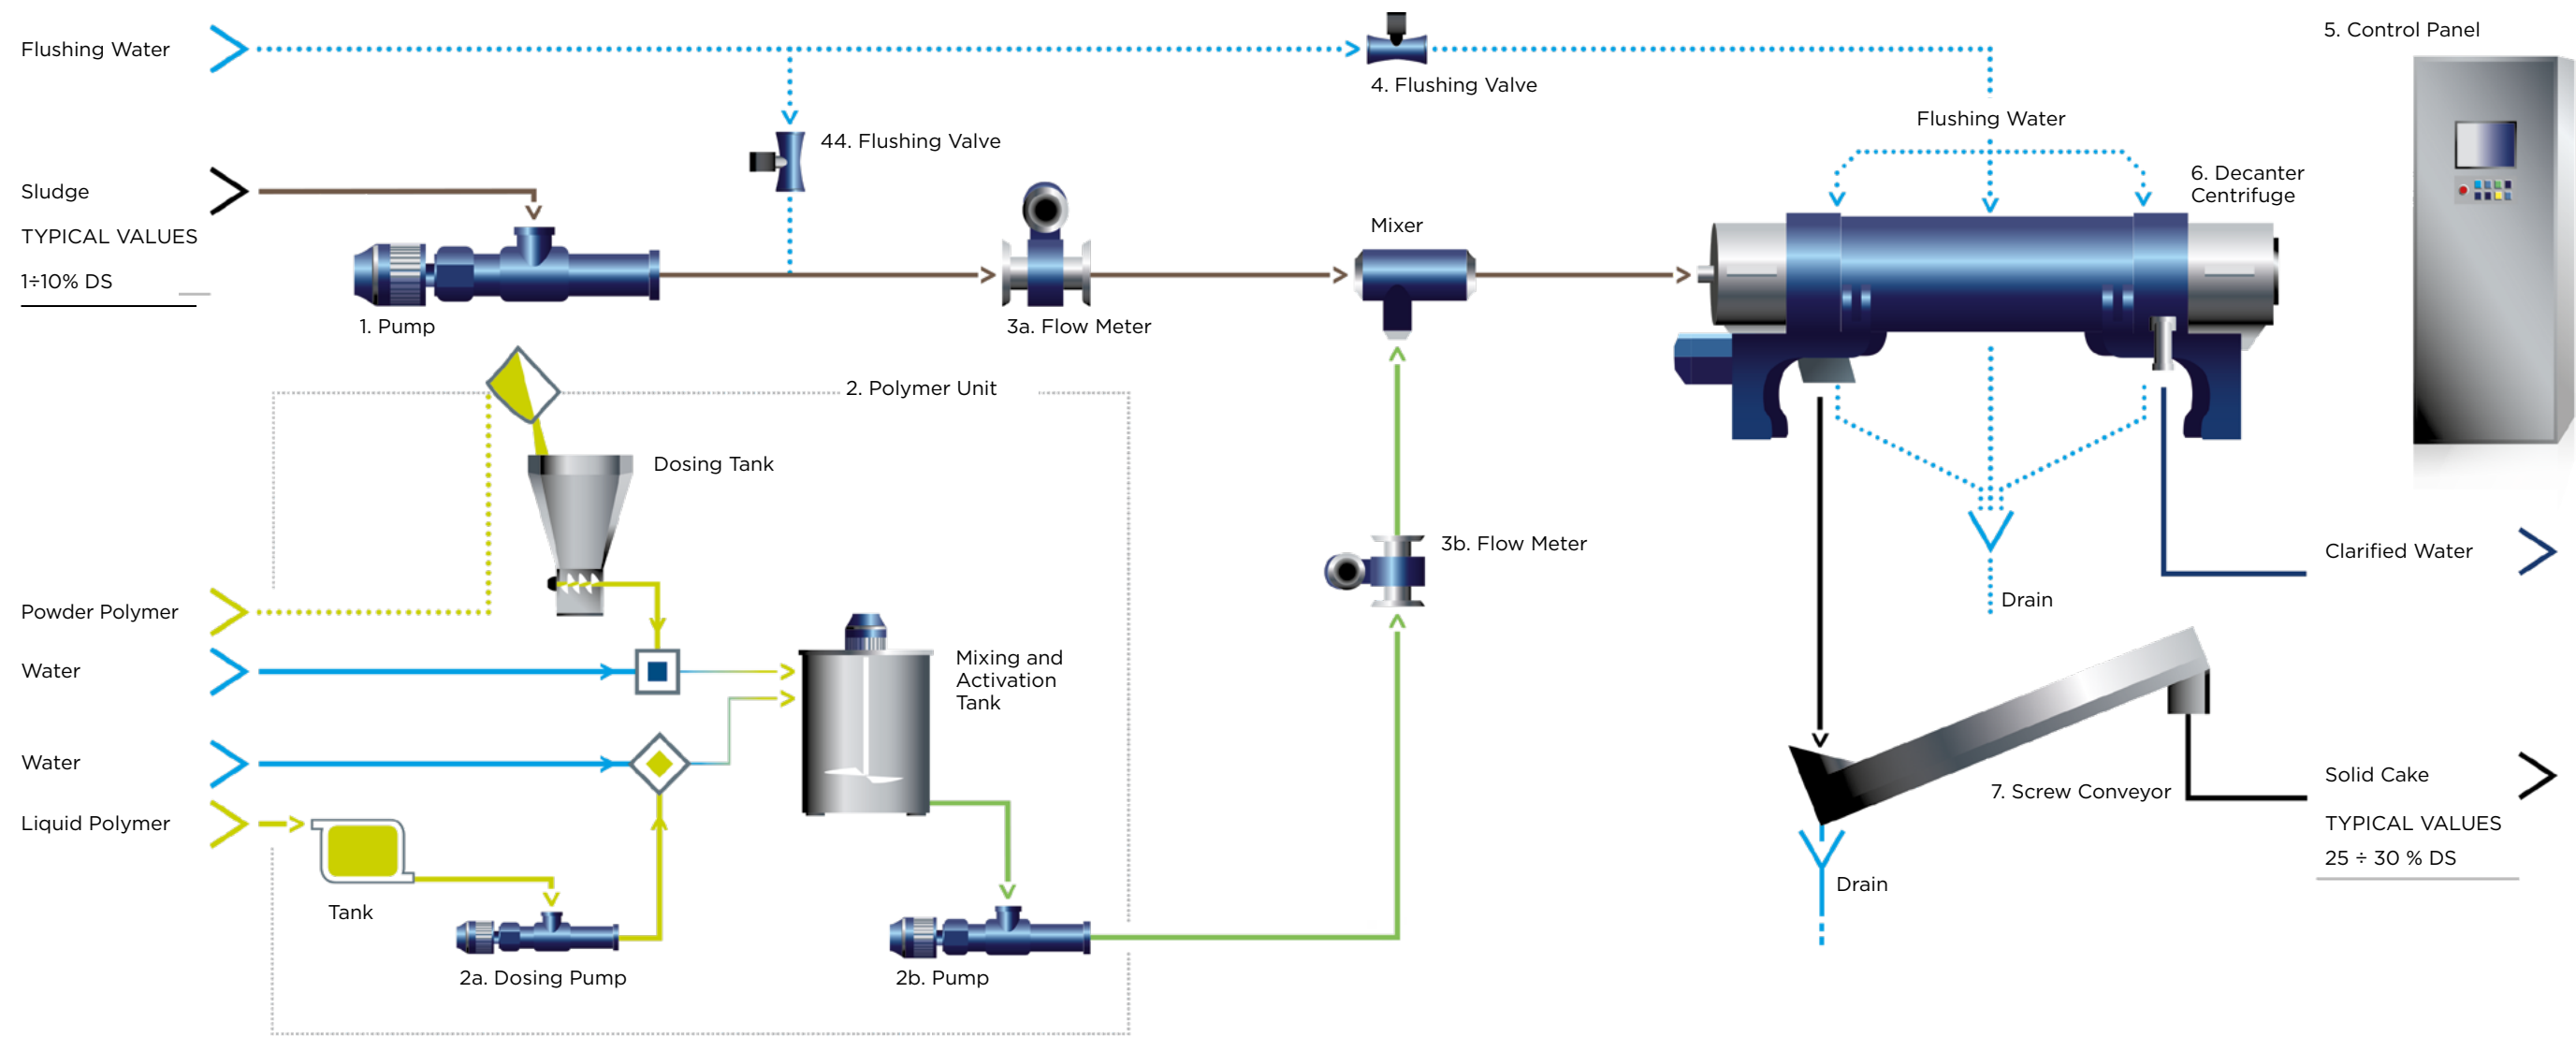 Flushing Water
5. Control Panel
4. Flushing Valve
Flushing Water
44. Flushing Valve
6. Decanter
Centrifuge
Sludge
TYPICAL VALUES
1÷10% DS
Mixer
1. Pump
3a. Flow Meter
2. Polymer Unit
Dosing Tank
3b. Flow Meter
Clarified Water
Drain
Powder Polymer
Water
Mixing and
Activation
Tank
Water
Liquid Polymer
7. Screw Conveyor
Solid Cake
TYPICAL VALUES
25 ÷ 30 % DS
Drain
Tank
2a. Dosing Pump
2b. Pump